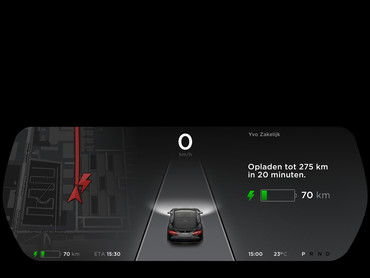 0
km/h
Yvo Zakelijk
Opladen tot 275 km
in 20 minuten.
70 km
70 km
ETA 15:30
15:00
23°C
P R N D